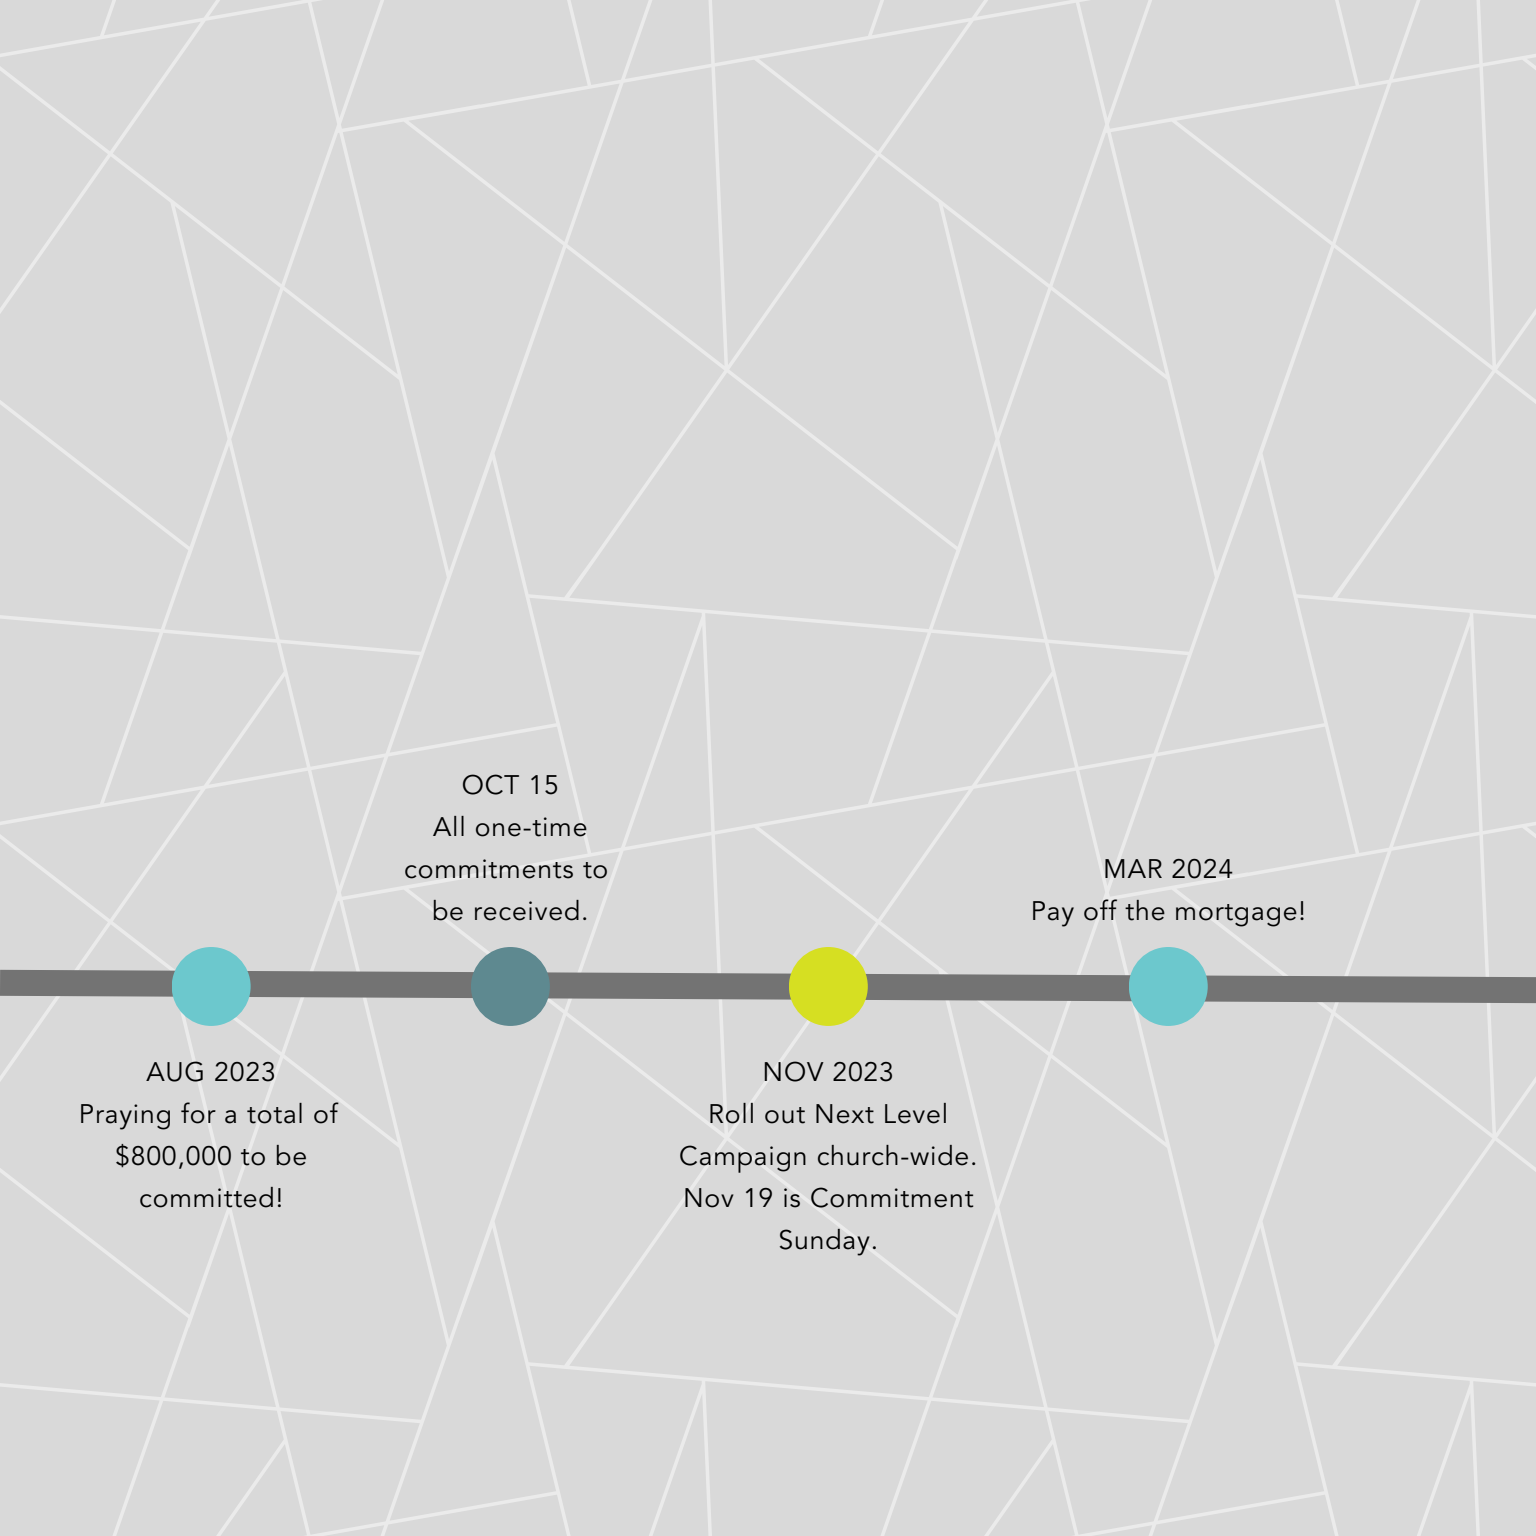 AUG 2023
Praying for a total of
$800,000 to be
committed!
OCT 15
All one-time
commitments to
be received.
NOV 2023
Roll out Next Level
Campaign church-wide.
Nov 19 is Commitment
Sunday.
MAR 2024
Pay off the mortgage!